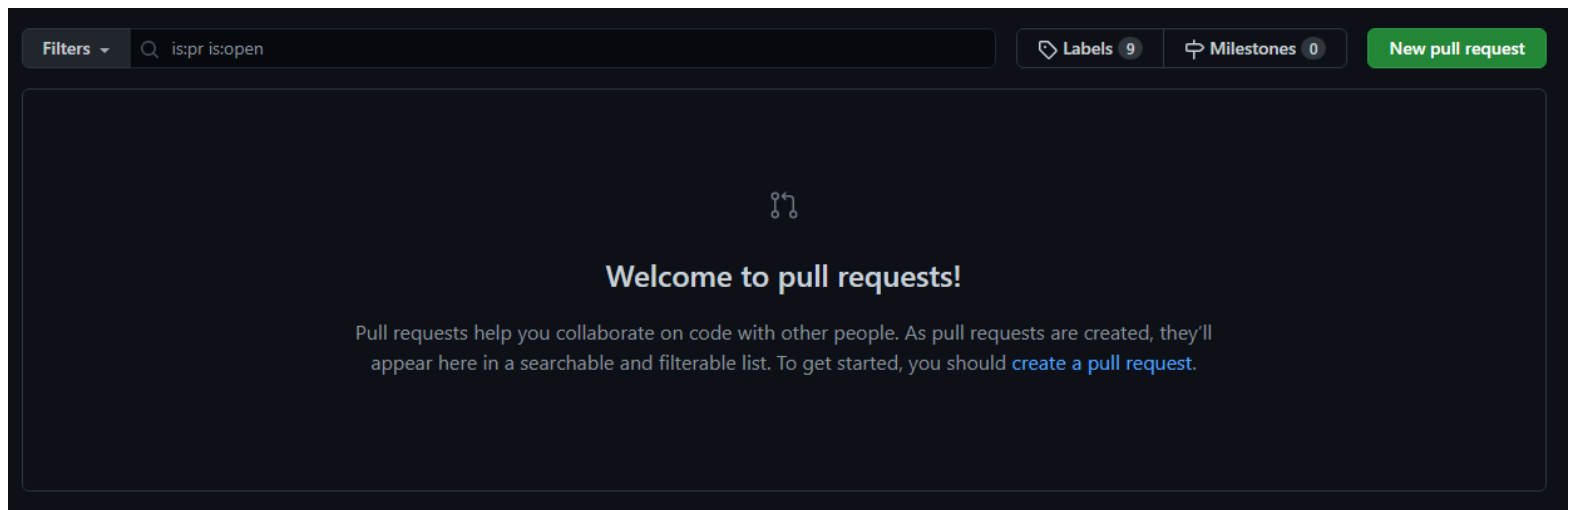 Filters is:pr is:open Labels 9 Milestones 0 New pull request
Welcome to pull requests!
Pull requests help you collaborate on code with other people. As pull requests are created, they’ll
appear here in a searchable and filterable list. To get started, you should create a pull request.